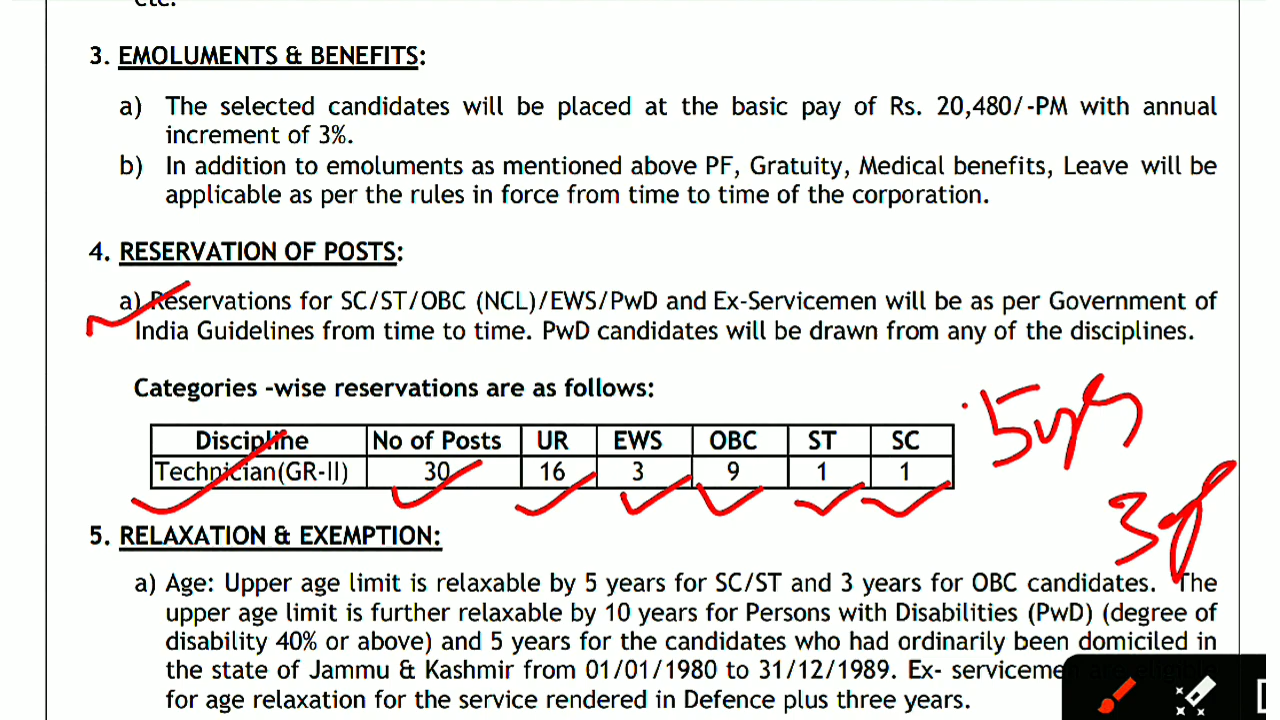 etc.
3. EMOLUMENTS & BENEFITS:
a) The selected candidates will be placed at the basic pay of Rs. 20,480/-PM with annual
increment of 3%.
b) In addition to emoluments as mentioned above PF, Gratuity, Medical benefits, Leave will be
applicable as per the rules in force from time to time of the corporation.
4. RESERVATION OF POSTS:
a) Reservations for SC/ST/OBC (NCL)/EWS/PwD and Ex-Servicemen will be as per Government of
India Guidelines from time to time. PwD candidates will be drawn from any of the disciplines.
Categories -wise reservations are as follows:
Discipline No of Posts UR EWS OBC ST SC
Technician(GR-II) 30 16 3 9 1 1
5yrs
3
5. RELAXATION & EXEMPTION:
a) Age: Upper age limit is relaxable by 5 years for SC/ST and 3 years for OBC candidates. The
upper age limit is further relaxable by 10 years for Persons with Disabilities (PwD) (degree of
disability 40% or above) and 5 years for the candidates who had ordinarily been domiciled in
the state of Jammu & Kashmir from 01/01/1980 to 31/12/1989. Ex- servicemen are eligible
for age relaxation for the service rendered in Defence plus three years.